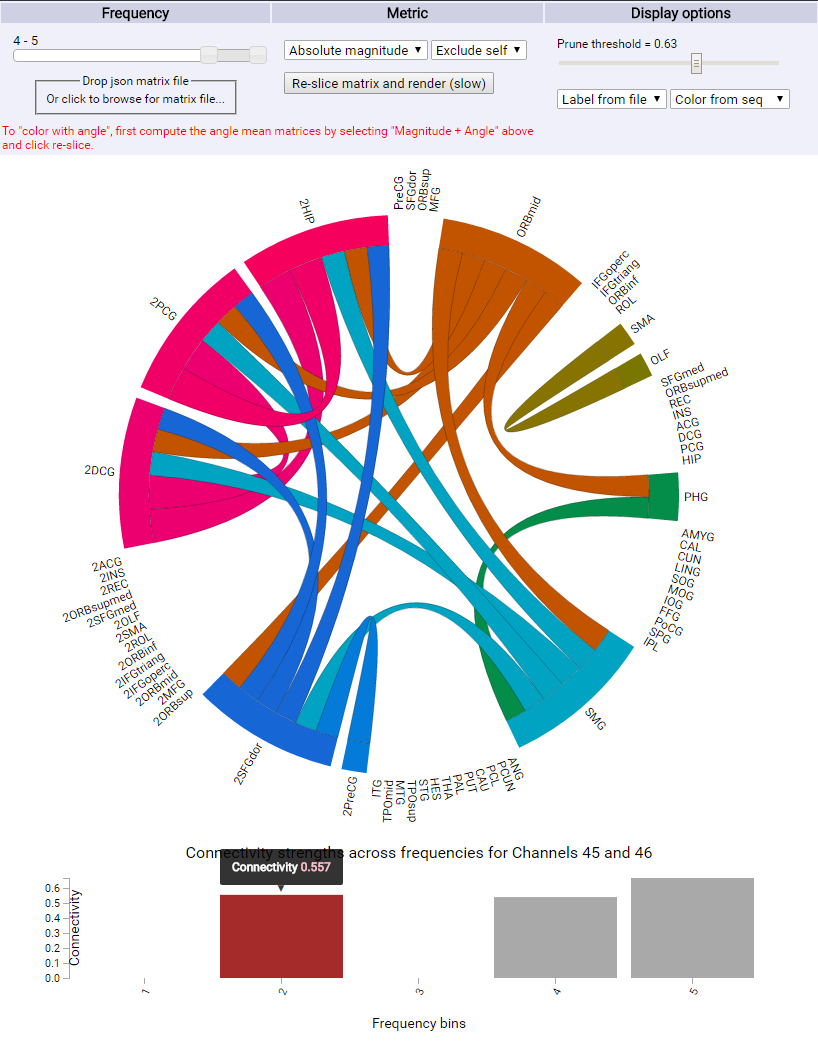 Frequency
Metric
Display options
4 - 5
Absolute magnitude
Exclude self
Prune threshold = 0.63
Drop json matrix file
Or click to browse for matrix file...
Re-slice matrix and render (slow)
Label from file
Color from seq
To "color with angle", first compute the angle mean matrices by selecting "Magnitude + Angle" above
and click re-slice.
PreCG
SFGdor
ORBsup
MFG
ORBmid
IFGoperc
IFGtriang
ORBinf
ROL
SMA
OLF
SFGmed
ORBsupmed
REC
INS
ACG
DCG
PCG
HIP
PHG
AMYG
CAL
CUN
LING
SOG
MOG
IOG
FFG
PoCG
SPG
IPL
SMG
ANG
PCUN
PCL
CAU
PUT
PAL
THA
HES
STG
TPOsup
MTG
TPOmid
ITG
2PreCG
2SFGdor
2ORBsup
2MFG
2ORBmid
2IFGoperc
2IFGtriang
2ORBinf
2ROL
2SMA
2OLF
2SFGmed
2ORBsupmed
2REC
2INS
2ACG
2DCG
2PCG
2HIP
Connectivity strengths across frequencies for Channels 45 and 46
Connectivity 0.557
Connectivity
0.6
0.5
0.4
0.3
0.2
0.1
0.0
1
2
3
4
5
Frequency bins